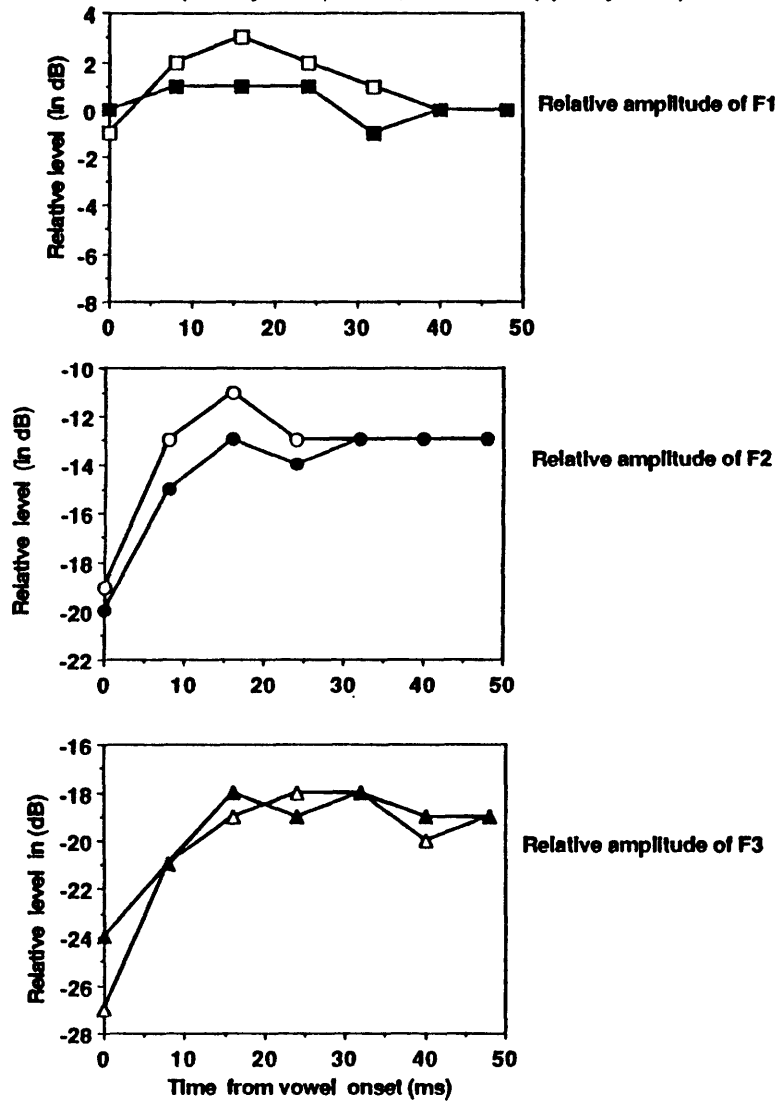 4
2
0
-2
-4
-6
-8
Relative level (in dB)
0 10 20 30 40 50
Relative amplitude of F1
-10
-12
-14
-16
-18
-20
-22
Relative level (in dB)
0 10 20 30 40 50
Relative amplitude of F2
-16
-18
-20
-22
-24
-26
-28
Relative level in (dB)
0 10 20 30 40 50
Time from vowel onset (ms)
Relative amplitude of F3